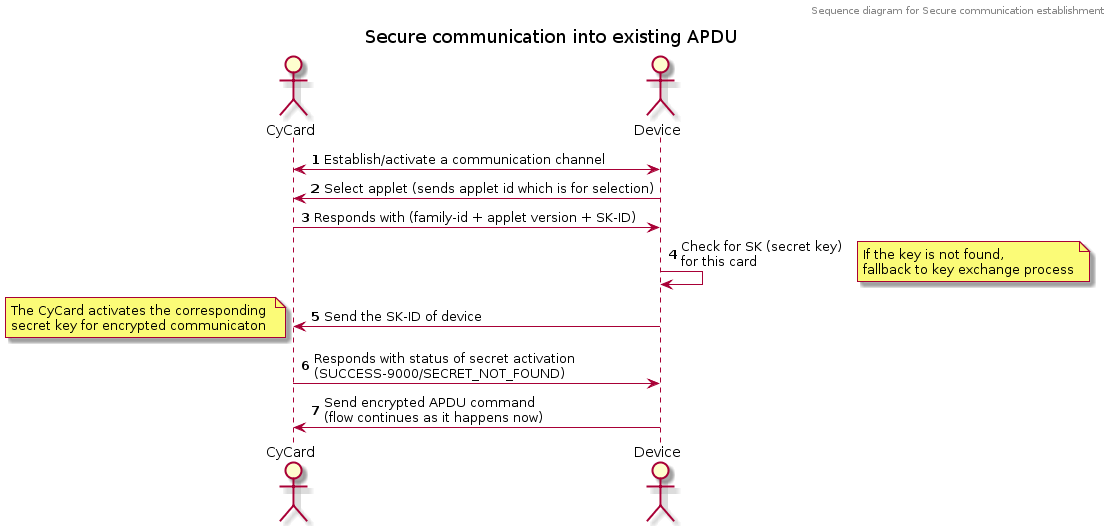 Sequence diagram for Secure communication establishment
Secure communication into existing APDU
CyCard
Device
1 Establish/activate a communication channel
2 Select applet (sends applet id which is for selection)
3 Responds with (family-id + applet version + SK-ID)
4 Check for SK (secret key)
for this card
If the key is not found,
fallback to key exchange process
The CyCard activates the corresponding
secret key for encrypted communicaton
5 Send the SK-ID of device
6 Responds with status of secret activation
(SUCCESS-9000/SECRET_NOT_FOUND)
7 Send encrypted APDU command
(flow continues as it happens now)
CyCard
Device